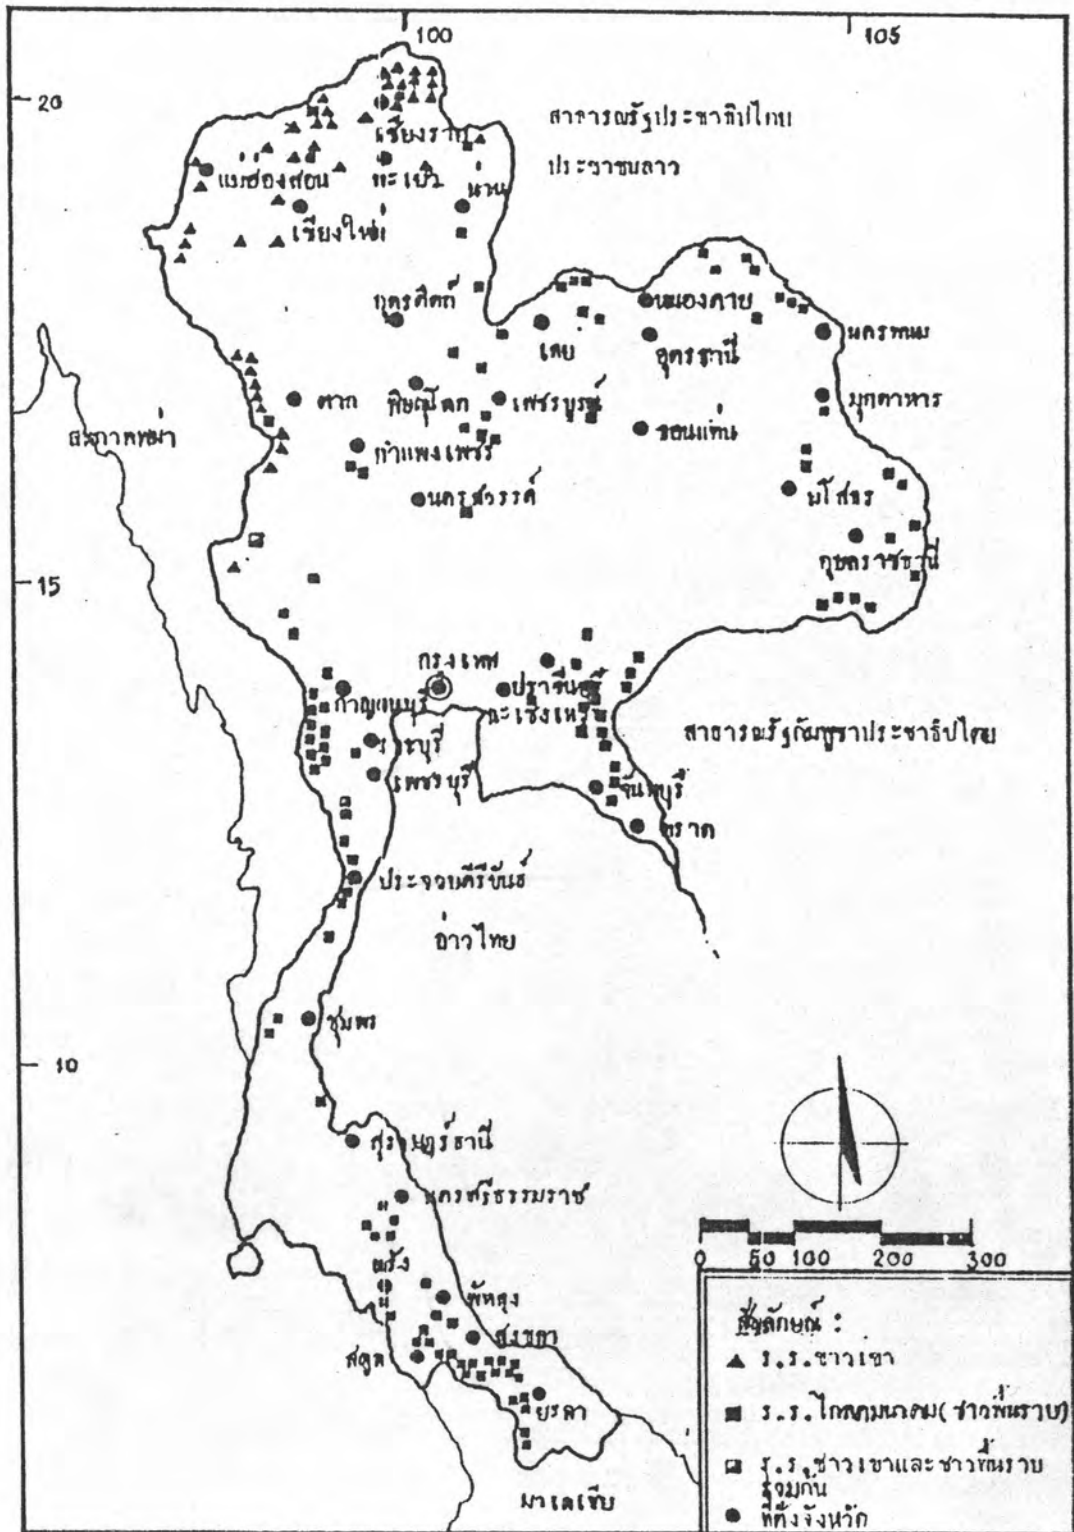 100
105
20
สาธารณรัฐประชาธิปไตย
ประชาชนลาว
เชียงราย
แม่ฮ่องสอน
พะเยา
น่าน
เชียงใหม่
อุตรดิตถ์
หนองคาย
เลย
อุดรธานี
นครพนม
ตาก
พิษณุโลก
เพชรบูรณ์
มุกดาหาร
สหภาพพม่า
กำแพงเพชร
ขอนแก่น
นครสวรรค์
ยโสธร
อุบลราชธานี
15
กรุงเทพ
ปราจีนบุรี
กาญจนบุรี
ฉะเชิงเทรา
สาธารณรัฐกัมพูชาประชาธิปไตย
ราชบุรี
เพชรบุรี
จันทบุรี
ตราด
ประจวบคีรีขันธ์
อ่าวไทย
ชุมพร
10
สุราษฎร์ธานี
นครศรีธรรมราช
0 50 100 200 300
ตรัง
พัทลุง
สงขลา
สตูล
ยะลา
มาเลเซีย
สัญลักษณ์ :
ร.ร.ชาวเขา
ร.ร.ไกลคมนาคม(ชาวพื้นราบ)
ร.ร.ชาวเขาและชาวพื้นราบ
รวมกัน
ที่ตั้งจังหวัด